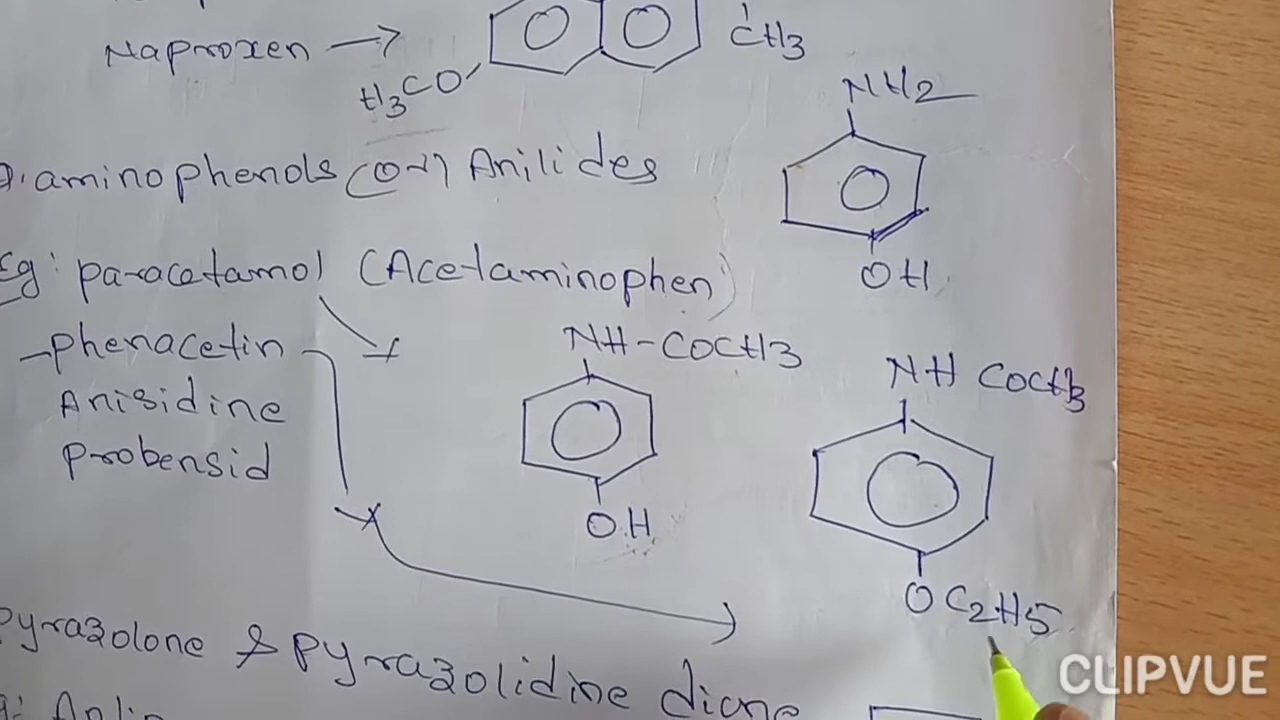 Naproxen →
CH3
H3CO
NH2
aminophenols (or) Anilides
OH
Eg: paracetamol (Acetaminophen)
NH-COCH3
NH COCH3
-phenacetin
Anisidine
probensid
OH
OC2H5
pyrazolone & pyrazolidine dione
CLIPVUE